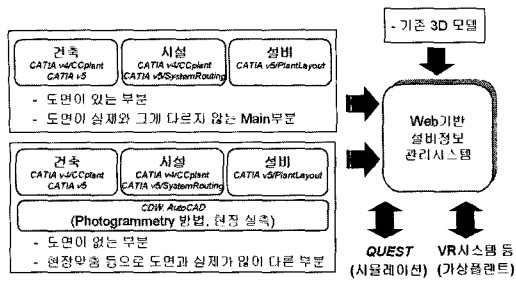 - 기존 3D 모델
건축
CATIA v4/CCplant
CATIA v5
시설
CATIA v4/CCplant
CATIA v5/SystemRouting
설비
CATIA v5/PlantLayout
- 도면이 있는 부분
- 도면이 실재와 그게 다르지 않는 Main부분
건축
CATIA v4/CCplant
CATIA v5
시설
CATIA v4/CCplant
CATIA v5/SystemRouting
설비
CATIA v5/PlantLayout
CDW, AutoCAD
(Photogrammetry 방법, 현장 실측)
- 도면이 없는 부분
- 현장맞춤 등으로 도면과 실제가 많이 다른 부분
Web기반
설비정보
관리시스템
QUEST
(시뮬레이션)
VR시스템 등
(가상플랜트)